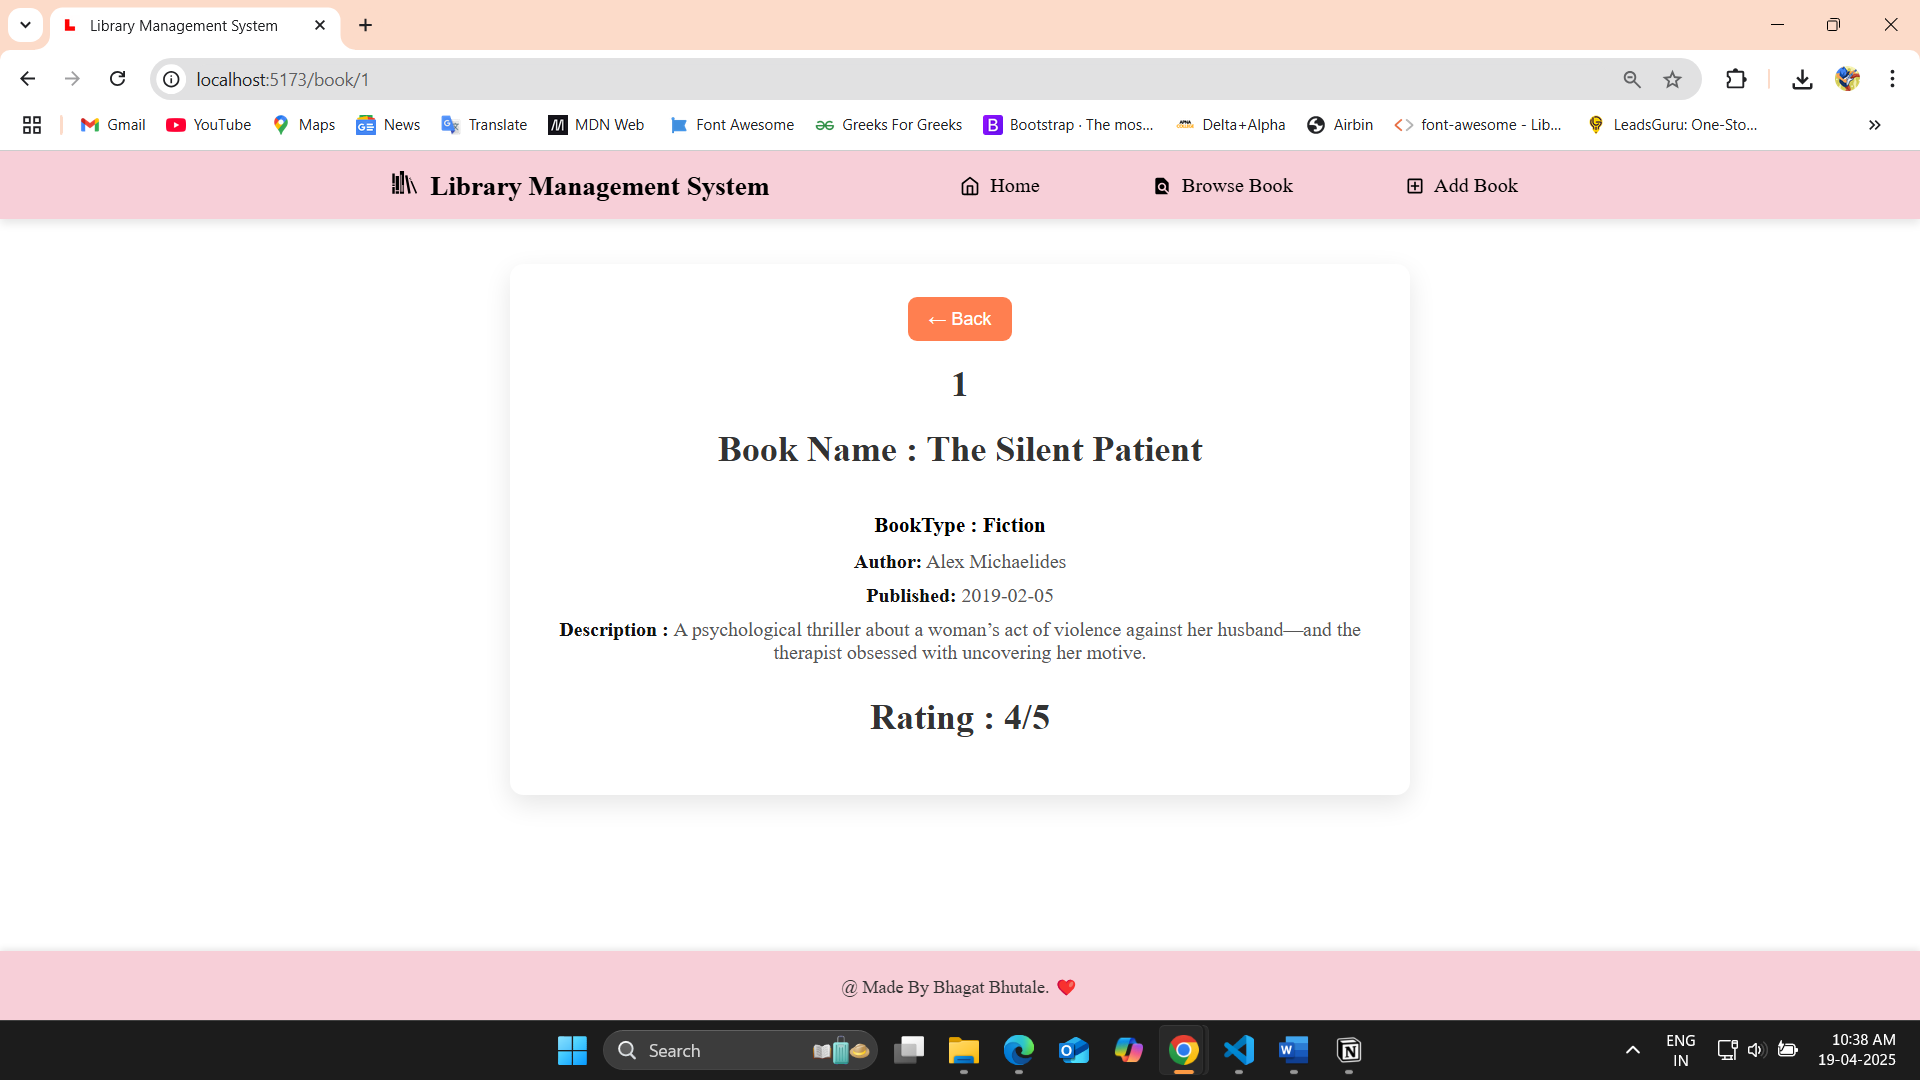 Library Management System
localhost:5173/book/1
Gmail
YouTube
Maps
News
Translate
MDN Web
Font Awesome
Greeks For Greeks
Bootstrap · The mos...
Delta+Alpha
Airbin
font-awesome - Lib...
LeadsGuru: One-Sto...
Library Management System
Home
Browse Book
Add Book
← Back
1
Book Name : The Silent Patient
BookType : Fiction
Author: Alex Michaelides
Published: 2019-02-05
Description : A psychological thriller about a woman’s act of violence against her husband—and the
therapist obsessed with uncovering her motive.
Rating : 4/5
@ Made By Bhagat Bhutale. ❤️
Search
ENG
IN
10:38 AM
19-04-2025